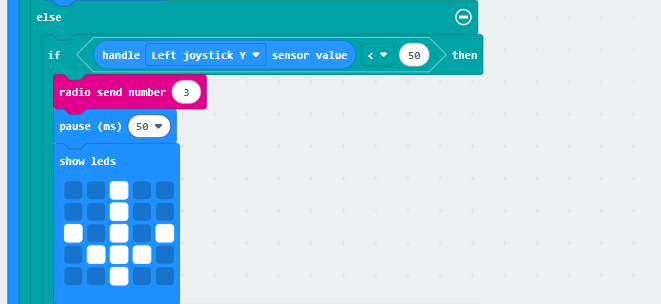 else
if handle Left joystick Y sensor value < 50 then
radio send number 3
pause (ms) 50
show leds